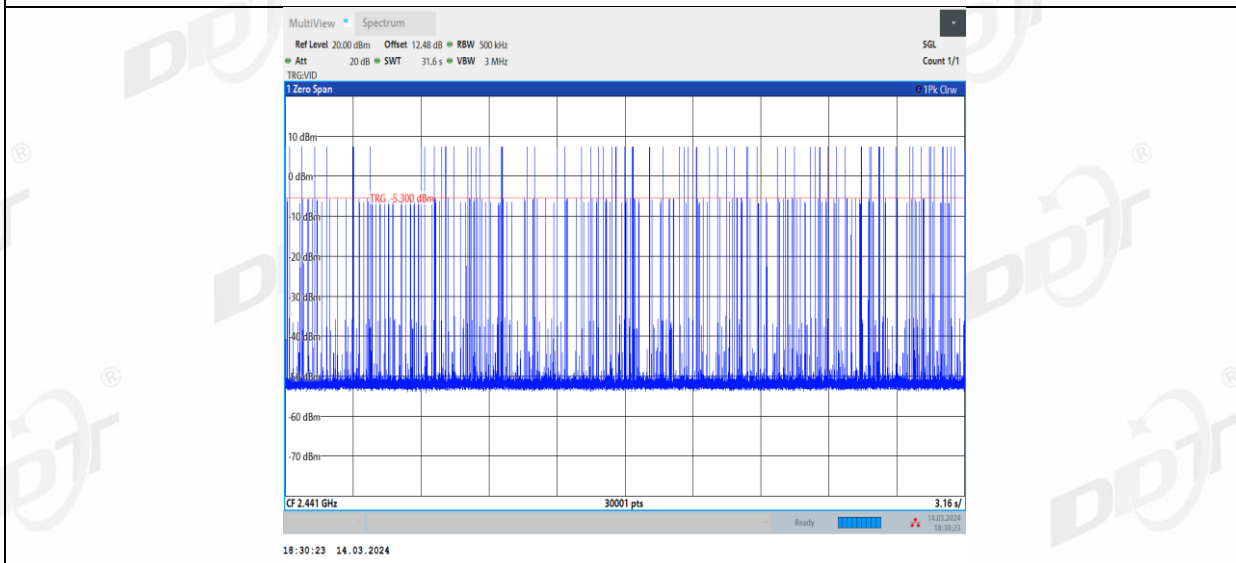 MultiView Spectrum
Ref Level 20.00 dBm Offset 12.48 dB RBW 500 kHz SGL
Att 20 dB SWT 31.6 s VBW 3 MHz Count 1/1
TRG:VID
1 Zero Span 1Pk Clrw
10 dBm
0 dBm
TRG -5.300 dBm
-10 dBm
-20 dBm
-30 dBm
-40 dBm
-50 dBm
-60 dBm
-70 dBm
CF 2.441 GHz 30001 pts 3.16 s/
Ready 14.03.2024
18:30:23
18:30:23 14.03.2024
DDT
®